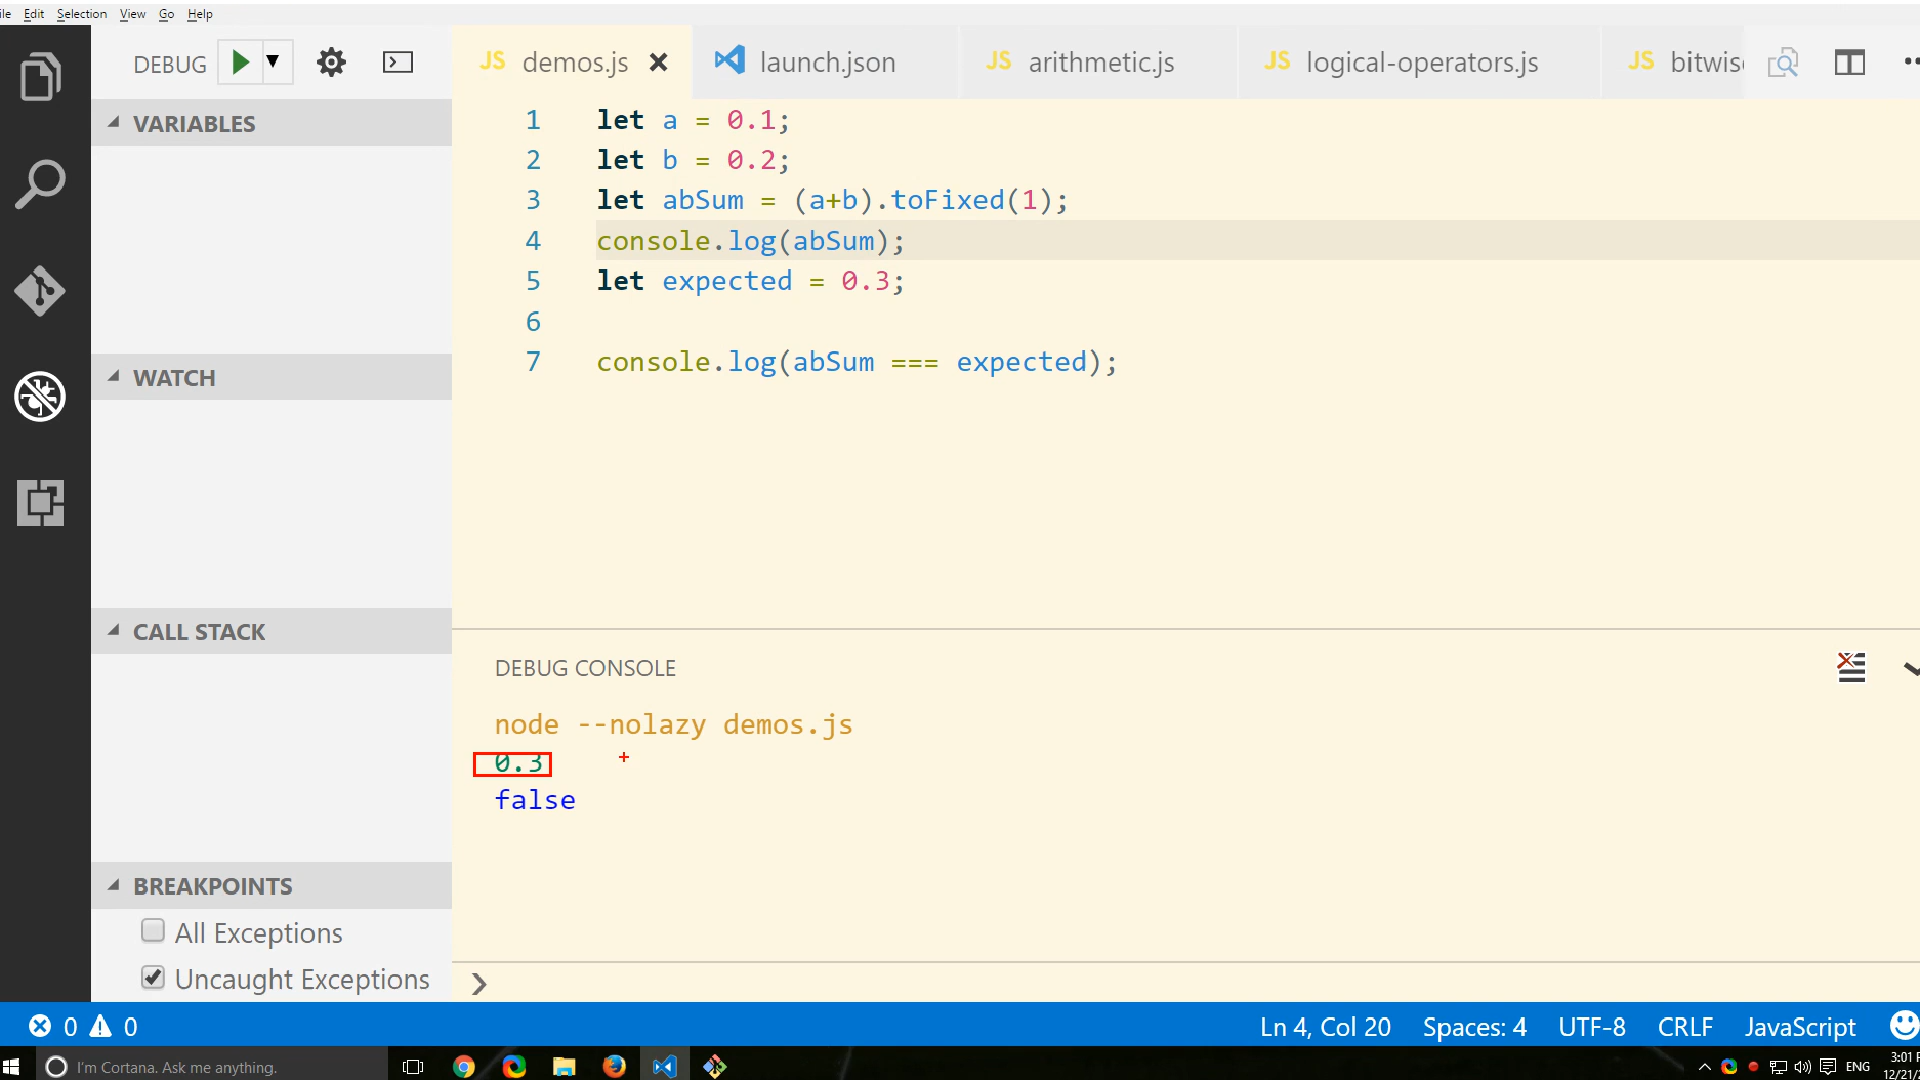 Edit Selection View Go Help
DEBUG
JS demos.js
launch.json
JS arithmetic.js
JS logical-operators.js
JS
VARIABLES
WATCH
CALL STACK
BREAKPOINTS
All Exceptions
Uncaught Exceptions
1 let a = 0.1;
2 let b = 0.2;
3 let abSum = (a+b).toFixed(1);
4 console.log(abSum);
5 let expected = 0.3;
6
7 console.log(abSum === expected);
DEBUG CONSOLE
node --nolazy demos.js
0.3
false
0 0 Ln 4, Col 20 Spaces: 4 UTF-8 CRLF JavaScript
I'm Cortana. Ask me anything.
ENG
3:01